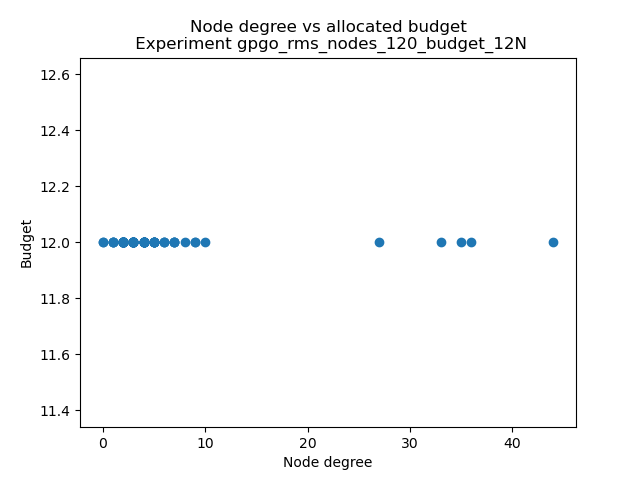 Node degree vs allocated budget
Experiment gpgo_rms_nodes_120_budget_12N
12.6
12.4
12.2
12.0
11.8
11.6
11.4
Budget
0 10 20 30 40
Node degree